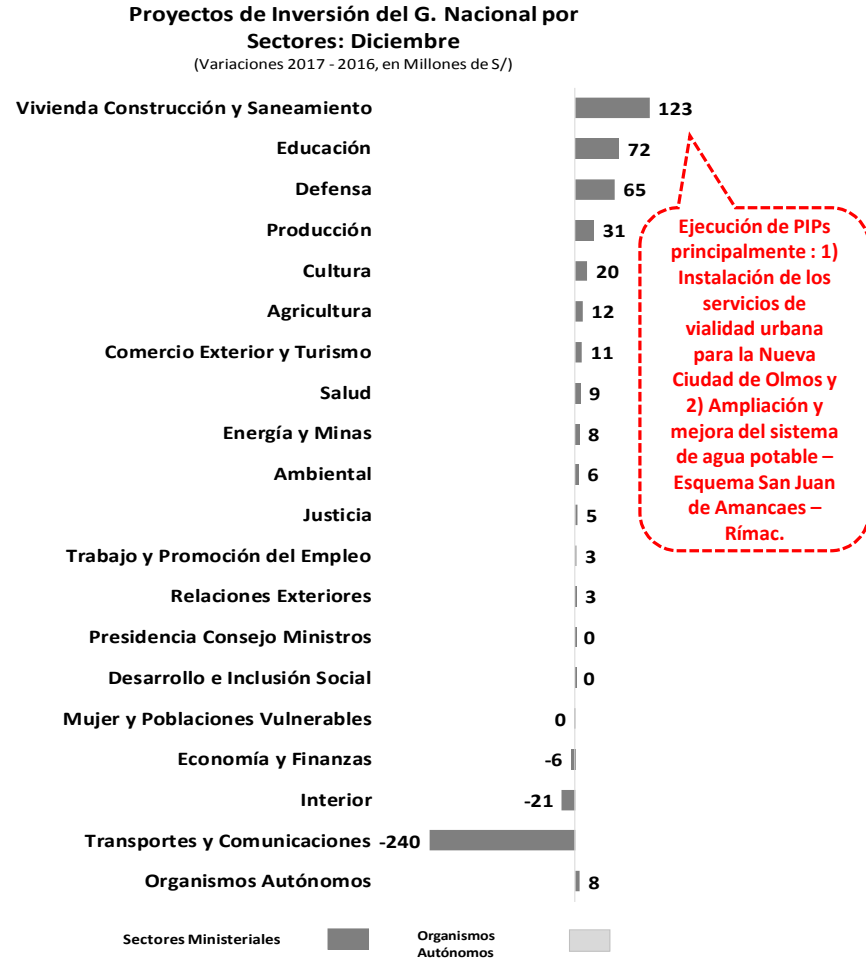 Proyectos de Inversión del G. Nacional por
Sectores: Diciembre
(Variaciones 2017 - 2016, en Millones de S/)
Vivienda Construcción y Saneamiento 123
Educación 72
Defensa 65
Producción 31
Cultura 20
Agricultura 12
Comercio Exterior y Turismo 11
Salud 9
Energía y Minas 8
Ambiental 6
Justicia 5
Trabajo y Promoción del Empleo 3
Relaciones Exteriores 3
Presidencia Consejo Ministros 0
Desarrollo e Inclusión Social 0
Mujer y Poblaciones Vulnerables 0
Economía y Finanzas -6
Interior -21
Transportes y Comunicaciones -240
Organismos Autónomos 8
Ejecución de PIPs
principalmente : 1)
Instalación de los
servicios de
vialidad urbana
para la Nueva
Ciudad de Olmos y
2) Ampliación y
mejora del sistema
de agua potable –
Esquema San Juan
de Amancaes –
Rímac.
Sectores Ministeriales
Organismos
Autónomos